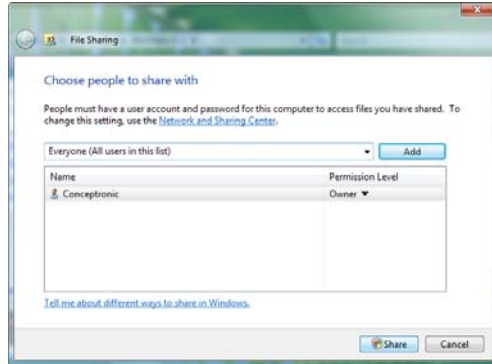 File Sharing
Choose people to share with
People must have a user account and password for this computer to access files you have shared. To
change this setting, use the Network and Sharing Center.
Everyone (All users in this list)
Add
Name Permission Level
Conceptronic Owner
Tell me about different ways to share in Windows.
Share Cancel